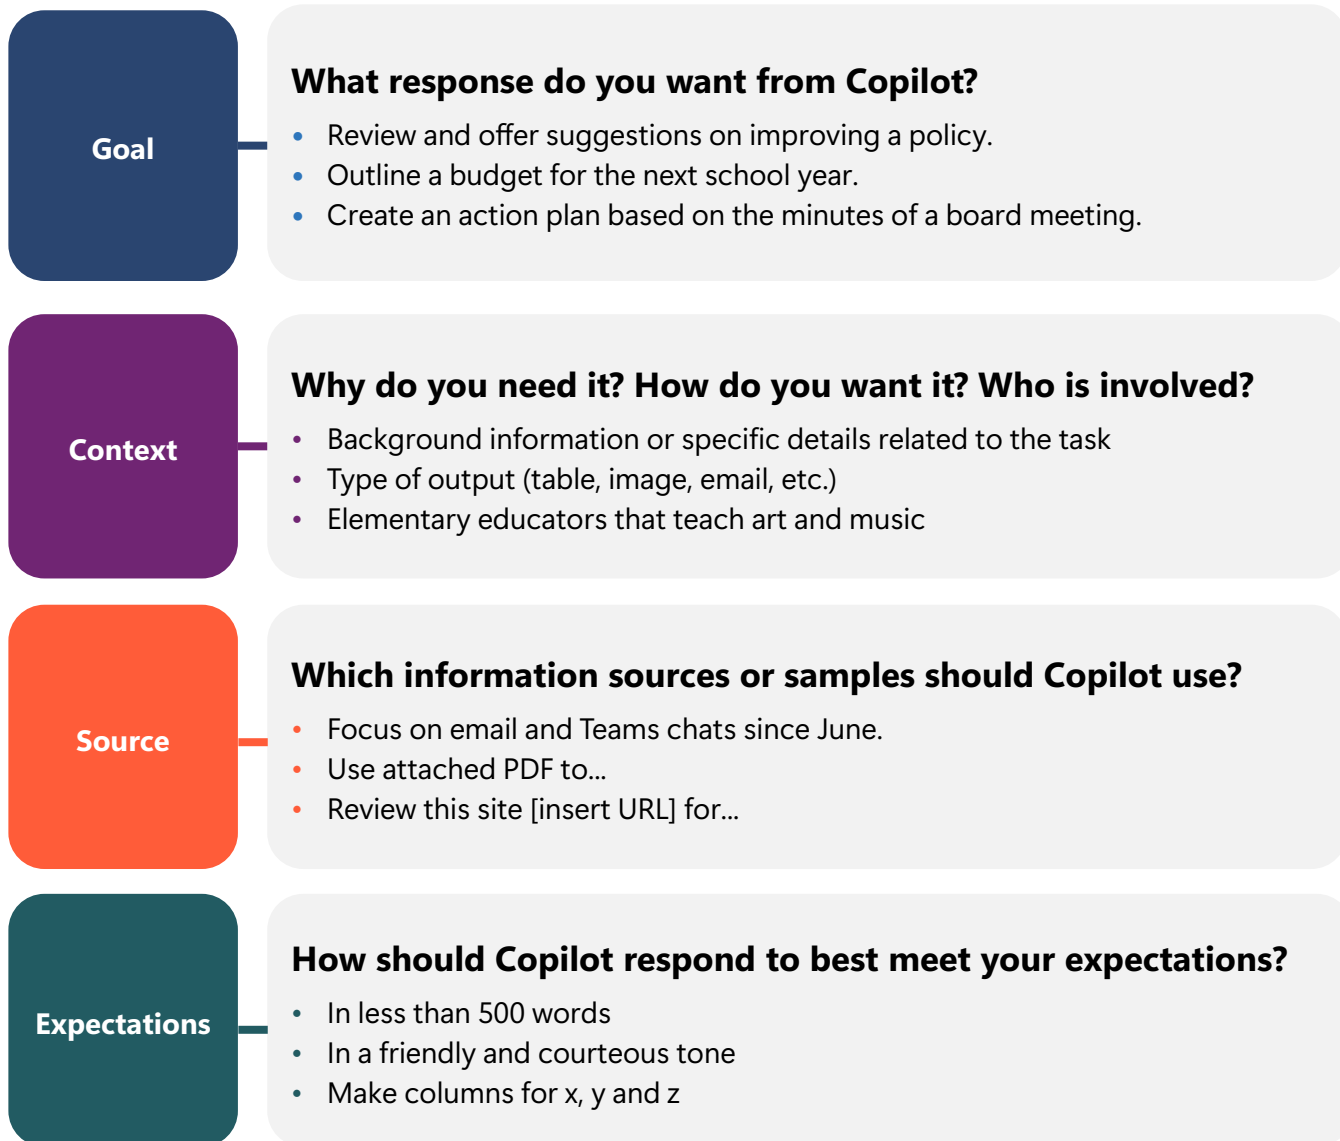 Goal
What response do you want from Copilot?
• Review and offer suggestions on improving a policy.
• Outline a budget for the next school year.
• Create an action plan based on the minutes of a board meeting.
Context
Why do you need it? How do you want it? Who is involved?
• Background information or specific details related to the task
• Type of output (table, image, email, etc.)
• Elementary educators that teach art and music
Source
Which information sources or samples should Copilot use?
• Focus on email and Teams chats since June.
• Use attached PDF to...
• Review this site [insert URL] for...
Expectations
How should Copilot respond to best meet your expectations?
• In less than 500 words
• In a friendly and courteous tone
• Make columns for x, y and z